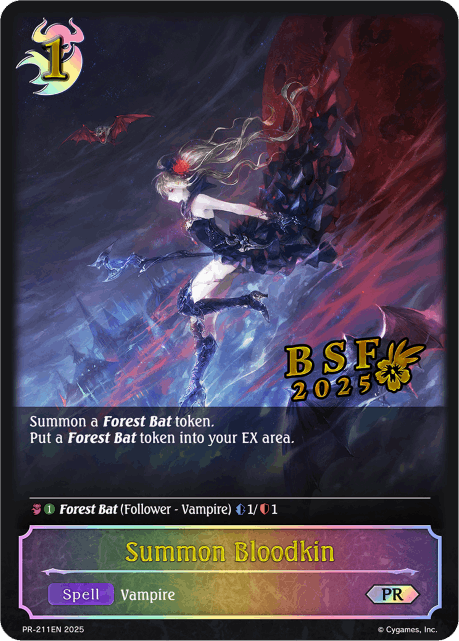 1
BSF
2025
Summon a Forest Bat token.
Put a Forest Bat token into your EX area.
1 Forest Bat (Follower - Vampire) 1/1
Summon Bloodkin
Spell Vampire PR
PR-211EN 2025 © Cygames, Inc.